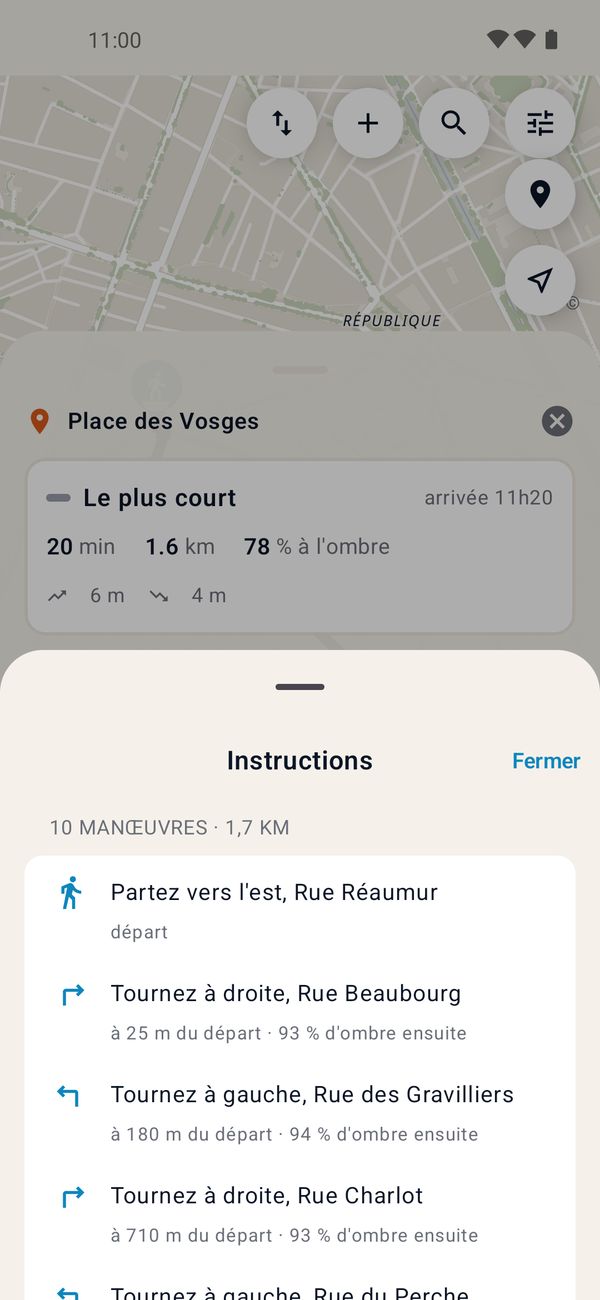 11:00
RÉPUBLIQUE
©
Place des Vosges
Le plus court
arrivée 11h20
20 min 1.6 km 78 % à l'ombre
6 m 4 m
Instructions
Fermer
10 MANŒUVRES · 1,7 KM
Partez vers l'est, Rue Réaumur
départ
Tournez à droite, Rue Beaubourg
à 25 m du départ · 93 % d'ombre ensuite
Tournez à gauche, Rue des Gravilliers
à 180 m du départ · 94 % d'ombre ensuite
Tournez à droite, Rue Charlot
à 710 m du départ · 93 % d'ombre ensuite
Tournez à gauche, Rue du Perche